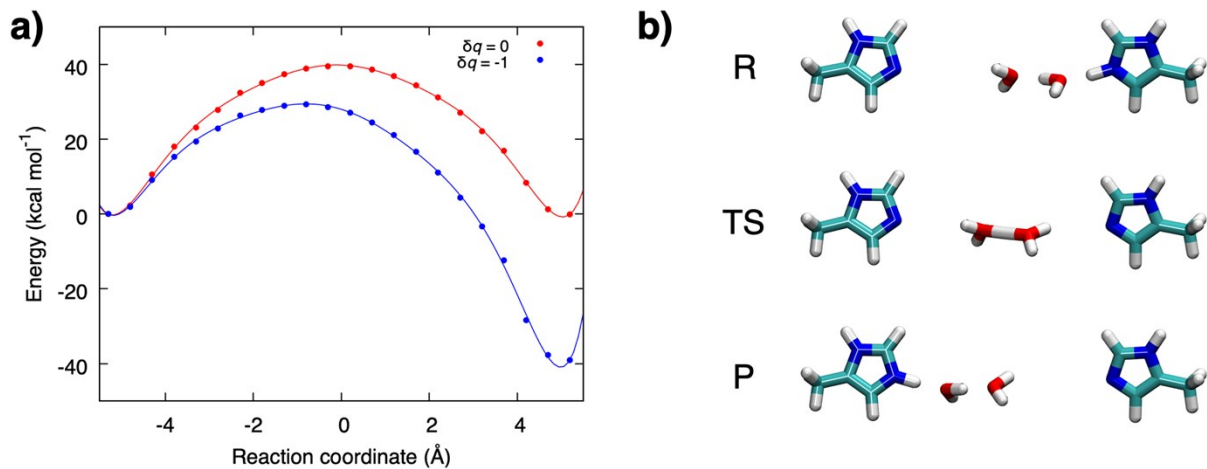 a)
δq = 0
δq = -1
40
20
0
-20
-40
Energy (kcal mol⁻¹)
-4 -2 0 2 4
Reaction coordinate (Å)
b)
R
TS
P